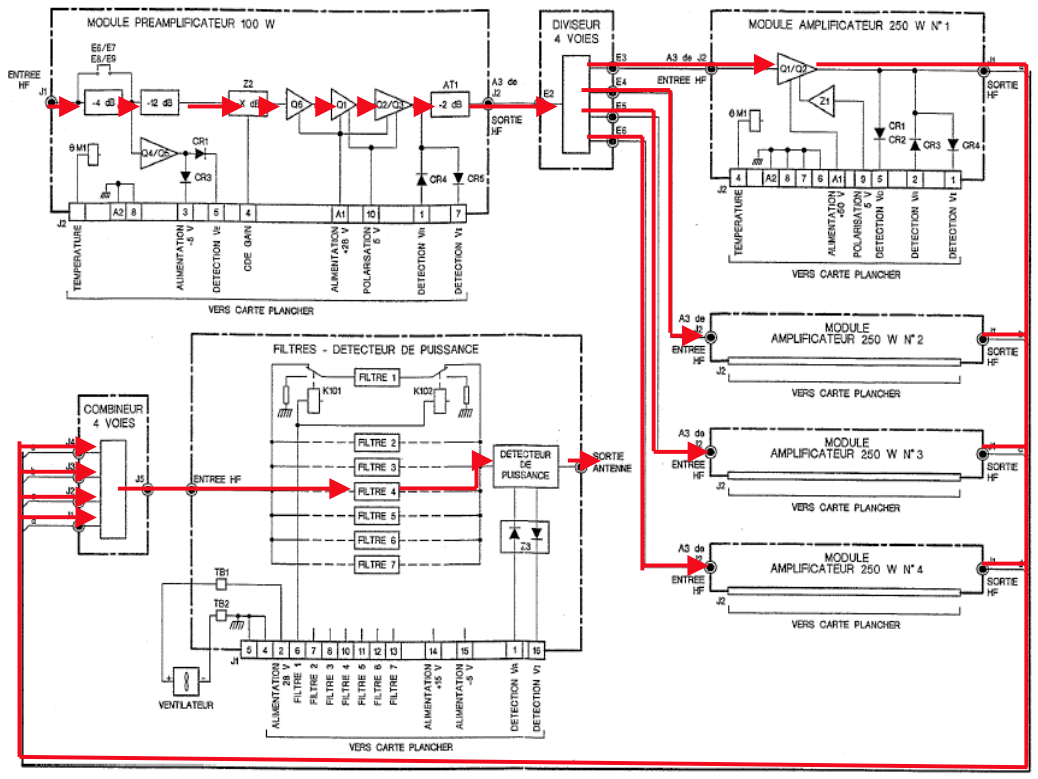 MODULE PREAMPLIFICATEUR 100 W
E6/E7
E8/E9
ENTREE
HF
J1
-4 dB
-12 dB
Z2
X dB
Q6
Q1
Q2/Q3
AT1
-2 dB
A3 de
J2
SORTIE
HF
θ M1
Q4/Q5
CR1
CR3
CR4
CR5
J2
A2
8
3
5
4
A1
10
1
7
TEMPERATURE
ALIMENTATION
-5 V
DETECTION VE
CDE GAIN
ALIMENTATION
+28 V
POLARISATION
5 V
DETECTION VR
DETECTION VI
VERS CARTE PLANCHER
DIVISEUR
4 VOIES
E2
E3
E4
E5
E6
MODULE AMPLIFICATEUR 250 W N°1
A3 de J2
ENTREE HF
Q1/Q2
Z1
J1
SORTIE
HF
θ M1
CR1
CR2
CR3
CR4
J2
4
A2
8
7
6
A1
9
5
2
1
TEMPERATURE
ALIMENTATION
+50 V
POLARISATION
5 V
DETECTION VC
DETECTION VR
DETECTION VI
VERS CARTE PLANCHER
A3 de
J2
ENTREE
HF
MODULE
AMPLIFICATEUR 250 W N°2
J1
SORTIE
HF
J2
VERS CARTE PLANCHER
A3 de
J2
ENTREE
HF
MODULE
AMPLIFICATEUR 250 W N°3
J1
SORTIE
HF
J2
VERS CARTE PLANCHER
A3 de
ENTREE
HF
MODULE
AMPLIFICATEUR 250 W N°4
J1
SORTIE
HF
J2
VERS CARTE PLANCHER
COMBINEUR
4 VOIES
J4
J3
J2
J1
J5
FILTRES - DETECTEUR DE PUISSANCE
ENTREE HF
K101
FILTRE 1
K102
FILTRE 2
FILTRE 3
FILTRE 4
FILTRE 5
FILTRE 6
FILTRE 7
DETECTEUR
DE
PUISSANCE
SORTIE
ANTENNE
Z3
TB1
TB2
+
-
VENTILATEUR
J1
5
4
2
6
7
8
10
11
12
13
14
15
1
16
ALIMENTATION
28 V
FILTRE 1
FILTRE 2
FILTRE 3
FILTRE 4
FILTRE 5
FILTRE 6
FILTRE 7
ALIMENTATION
+15 V
ALIMENTATION
-5 V
DETECTION VR
DETECTION VI
VERS CARTE PLANCHER